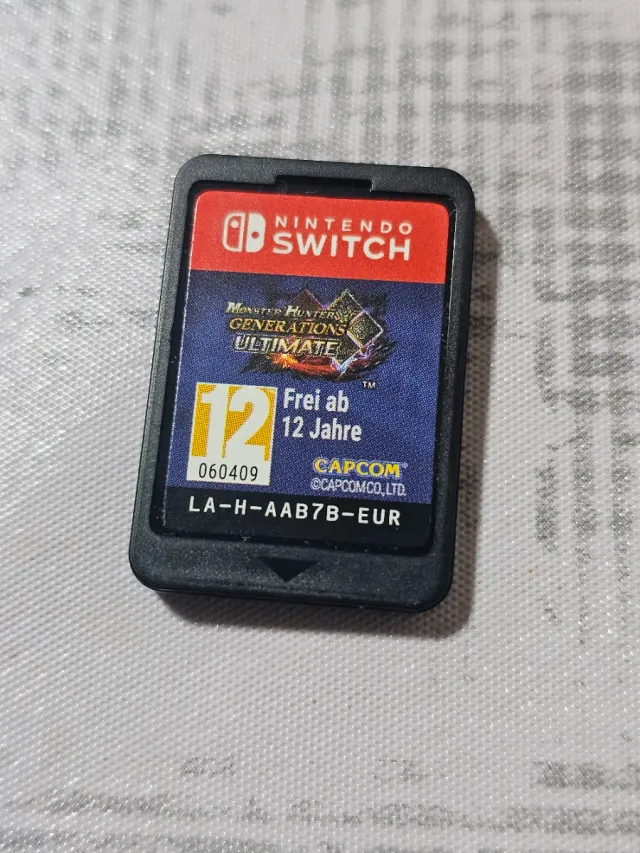 NINTENDO
SWITCH
MONSTER HUNTER
GENERATIONS
ULTIMATE
™
12
Frei ab
12 Jahre
060409
CAPCOM®
©CAPCOM CO., LTD.
LA-H-AAB7B-EUR